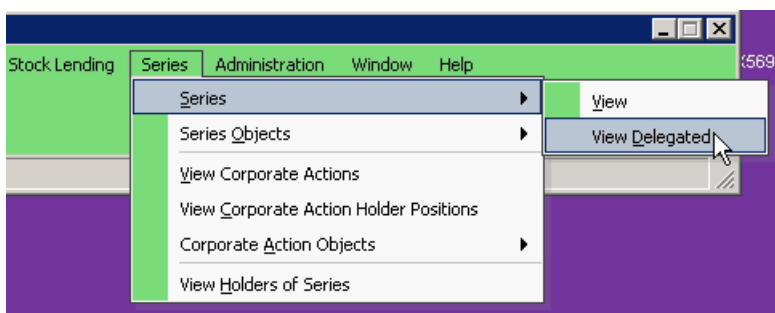 Stock Lending Series Administration Window Help
X569
Series
View
Series Objects
View Delegated
View Corporate Actions
View Corporate Action Holder Positions
Corporate Action Objects
View Holders of Series